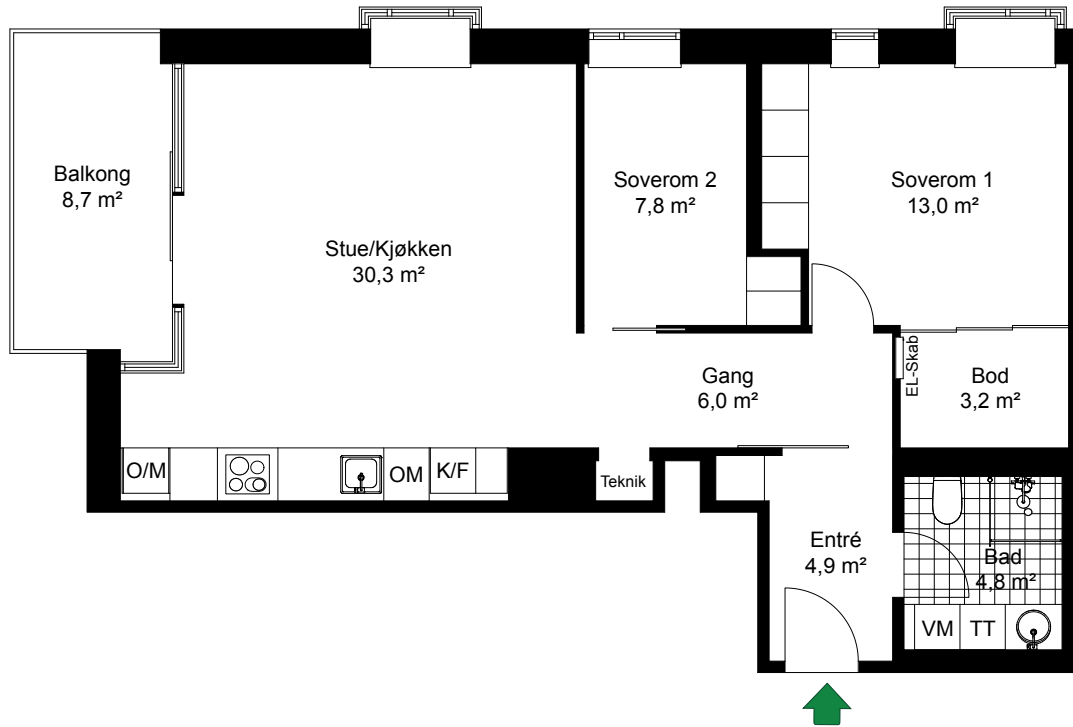 Balkong
8,7 m²
Stue/Kjøkken
30,3 m²
Soverom 2
7,8 m²
Soverom 1
13,0 m²
Gang
6,0 m²
EL-Skab
Bod
3,2 m²
O/M
OM
K/F
Teknik
Entré
4,9 m²
Bad
4,8 m²
VM
TT